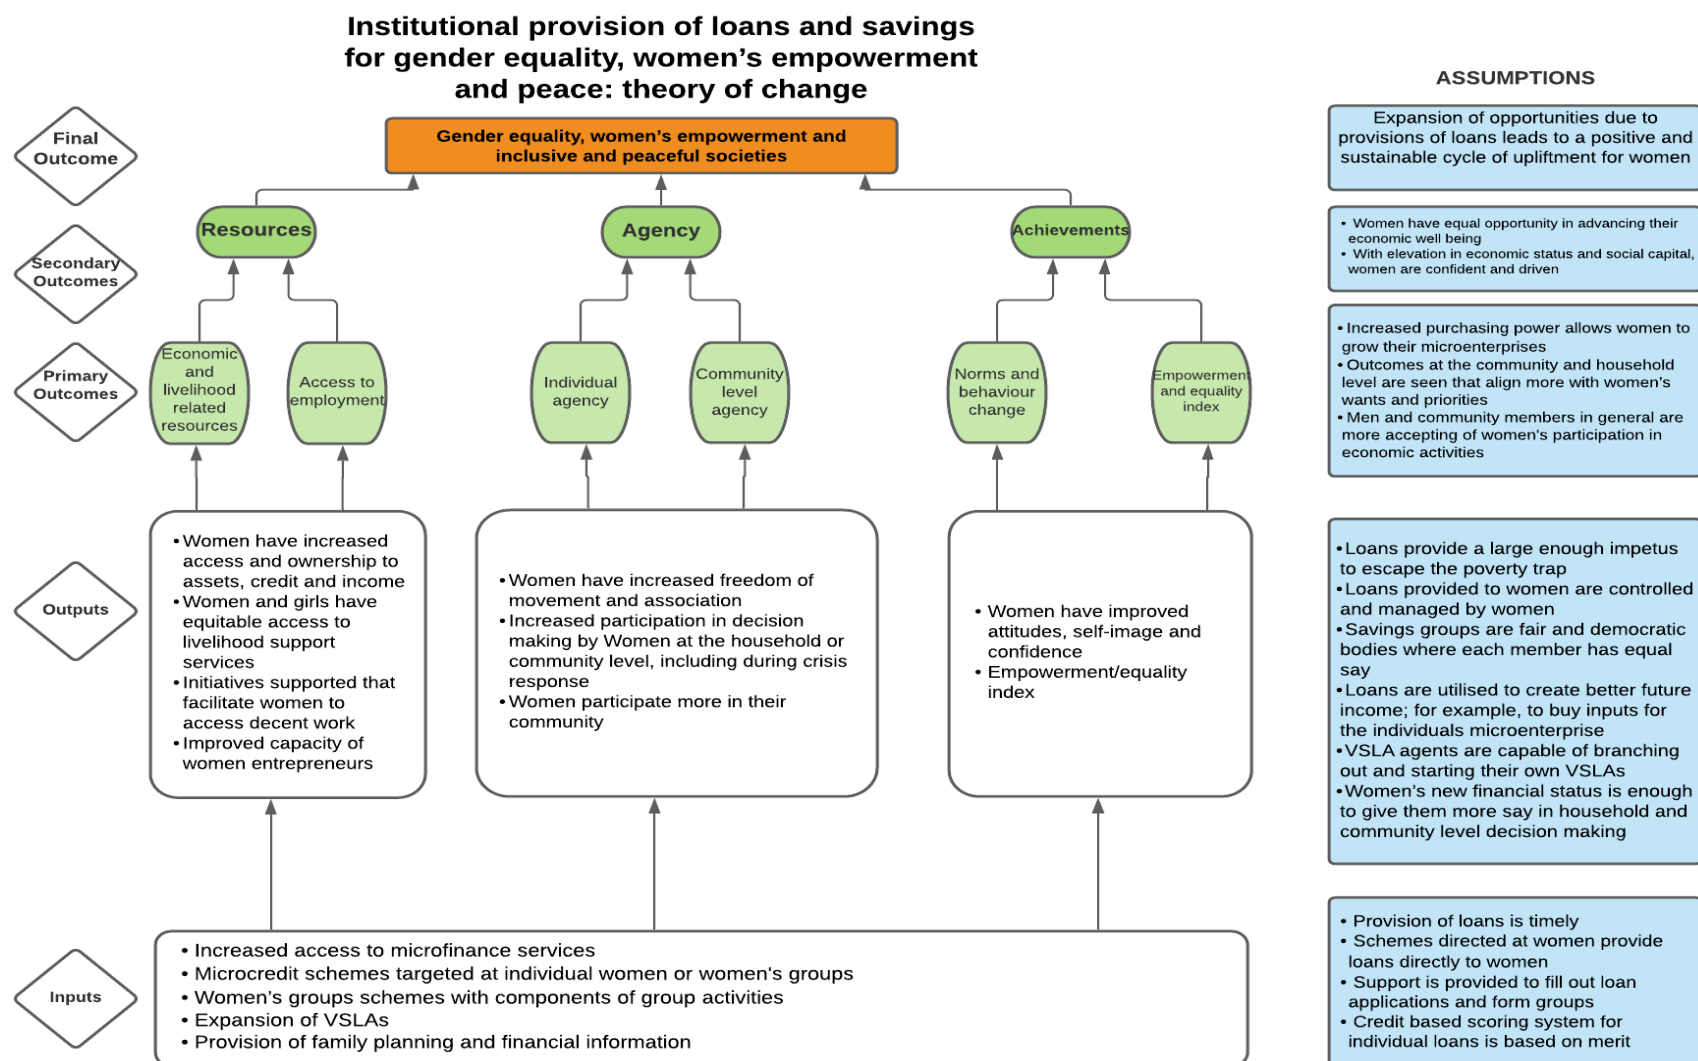 Institutional provision of loans and savings
for gender equality, women's empowerment
and peace: theory of change
ASSUMPTIONS
Final
Outcome
Gender equality, women's empowerment and
inclusive and peaceful societies
Expansion of opportunities due to
provisions of loans leads to a positive and
sustainable cycle of upliftment for women
Secondary
Outcomes
Resources
Agency
Achievements
• Women have equal opportunity in advancing their
economic well being
• With elevation in economic status and social capital,
women are confident and driven
Primary
Outcomes
Economic
and
livelihood
related
resources
Access to
employment
Individual
agency
Community
level
agency
Norms and
behaviour
change
Empowerment
and equality
index
• Increased purchasing power allows women to
grow their microenterprises
• Outcomes at the community and household
level are seen that align more with women's
wants and priorities
• Men and community members in general are
more accepting of women's participation in
economic activities
Outputs
• Women have increased
access and ownership to
assets, credit and income
• Women and girls have
equitable access to
livelihood support
services
• Initiatives supported that
facilitate women to
access decent work
• Improved capacity of
women entrepreneurs
• Women have increased freedom of
movement and association
• Increased participation in decision
making by Women at the household or
community level, including during crisis
response
• Women participate more in their
community
• Women have improved
attitudes, self-image and
confidence
• Empowerment/equality
index
• Loans provide a large enough impetus
to escape the poverty trap
• Loans provided to women are controlled
and managed by women
• Savings groups are fair and democratic
bodies where each member has equal
say
• Loans are utilised to create better future
income; for example, to buy inputs for
the individuals microenterprise
• VSLA agents are capable of branching
out and starting their own VSLAs
• Women's new financial status is enough
to give them more say in household and
community level decision making
Inputs
• Increased access to microfinance services
• Microcredit schemes targeted at individual women or women's groups
• Women's groups schemes with components of group activities
• Expansion of VSLAs
• Provision of family planning and financial information
• Provision of loans is timely
• Schemes directed at women provide
loans directly to women
• Support is provided to fill out loan
applications and form groups
• Credit based scoring system for
individual loans is based on merit